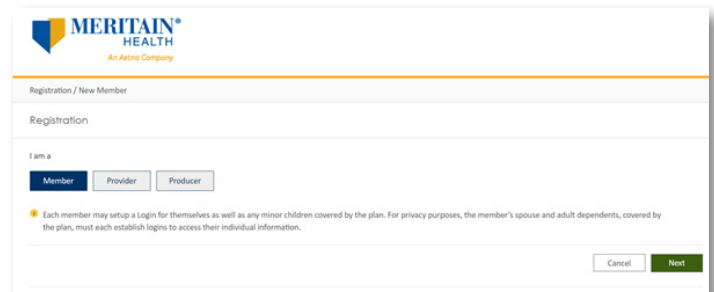 MERITAIN®
HEALTH
An Aetna Company
Registration / New Member
Registration
I am a
Member Provider Producer
Each member may setup a Login for themselves as well as any minor children covered by the plan. For privacy purposes, the member's spouse and adult dependents, covered by
the plan, must each establish logins to access their individual information.
Cancel Next